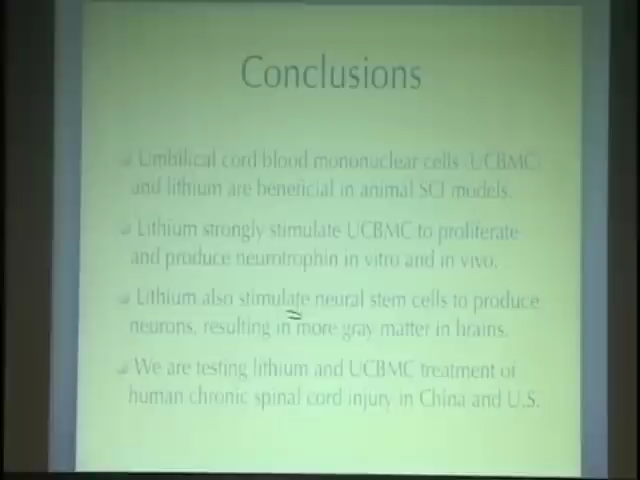 Conclusions
Umbilical cord blood mononuclear cells (UCBMC)
and lithium are beneficial in animal SCI models.
Lithium strongly stimulate UCBMC to proliferate
and produce neurotrophin in vitro and in vivo.
Lithium also stimulate neural stem cells to produce
neurons, resulting in more gray matter in brains.
We are testing lithium and UCBMC treatment of
human chronic spinal cord injury in China and U.S.